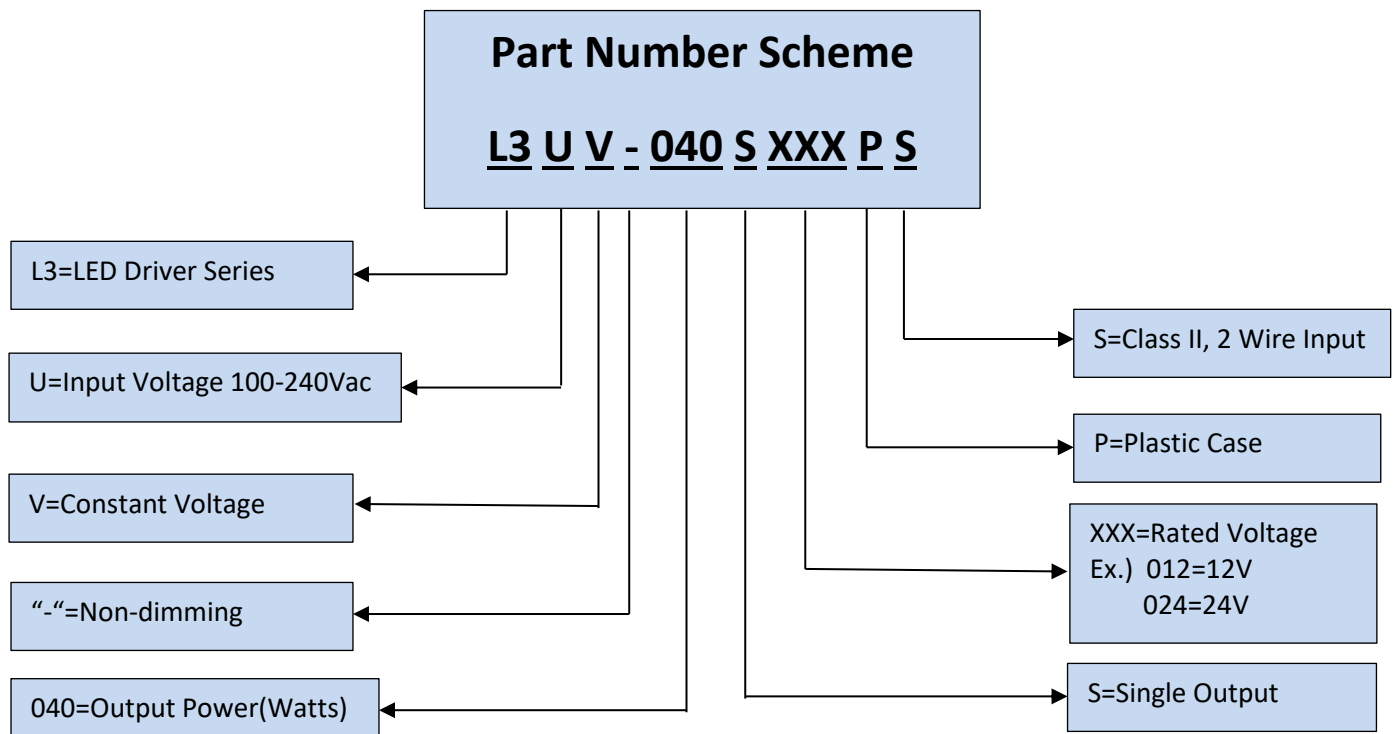 Part Number Scheme
L3 U V - 040 S XXX P S
L3=LED Driver Series
U=Input Voltage 100-240Vac
V=Constant Voltage
“-“=Non-dimming
040=Output Power(Watts)
S=Class II, 2 Wire Input
P=Plastic Case
XXX=Rated Voltage
Ex.) 012=12V
024=24V
S=Single Output